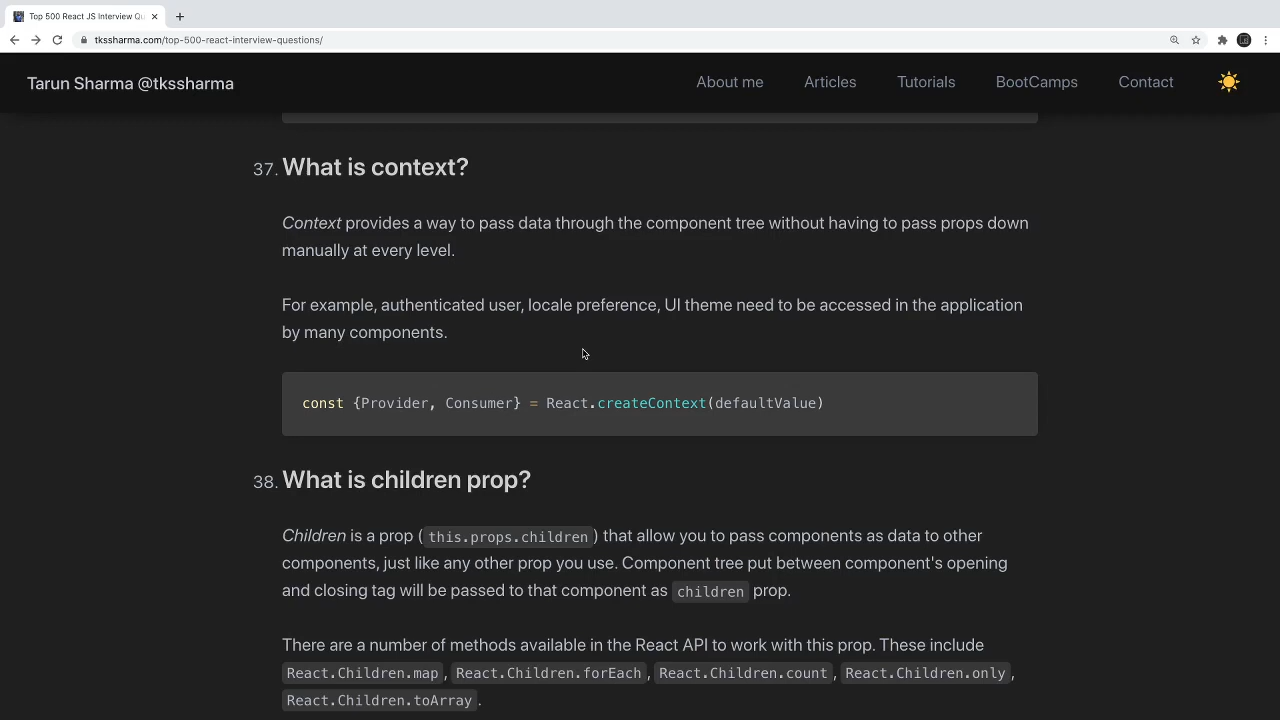 Top 500 React JS Interview Qu
tkssharma.com/top-500-react-interview-questions/
Tarun Sharma @tkssharma
About me
Articles
Tutorials
BootCamps
Contact
37. What is context?
Context provides a way to pass data through the component tree without having to pass props down
manually at every level.
For example, authenticated user, locale preference, UI theme need to be accessed in the application
by many components.
const {Provider, Consumer} = React.createContext(defaultValue)
38. What is children prop?
Children is a prop (this.props.children) that allow you to pass components as data to other
components, just like any other prop you use. Component tree put between component's opening
and closing tag will be passed to that component as children prop.
There are a number of methods available in the React API to work with this prop. These include
React.Children.map, React.Children.forEach, React.Children.count, React.Children.only,
React.Children.toArray.